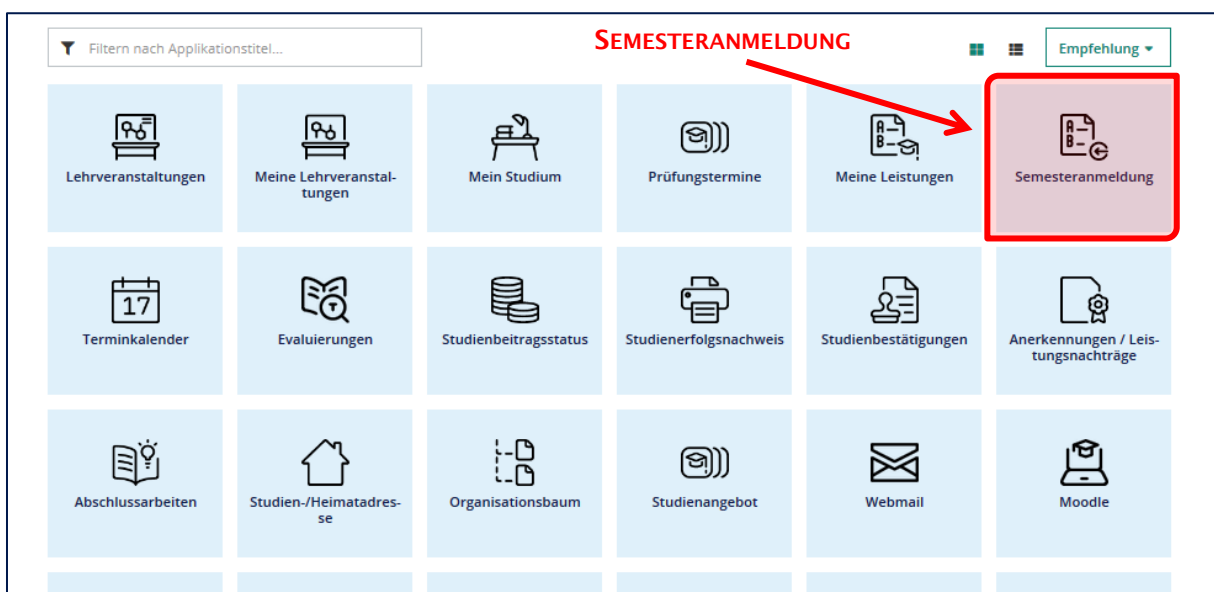 Filtern nach Applikationstitel...
SEMESTERANMELDUNG
Empfehlung
Lehrveranstaltungen
Meine Lehrveranstal-
tungen
Mein Studium
Prüfungstermine
A
B
Meine Leistungen
A
B
Semesteranmeldung
17
Terminkalender
T
Evaluierungen
Studienbeitragsstatus
Studienerfolgsnachweis
Studienbestätigungen
Anerkennungen / Leis-
tungsnachträge
Abschlussarbeiten
Studien-/Heimatadres-
se
Organisationsbaum
Studienangebot
Webmail
Moodle